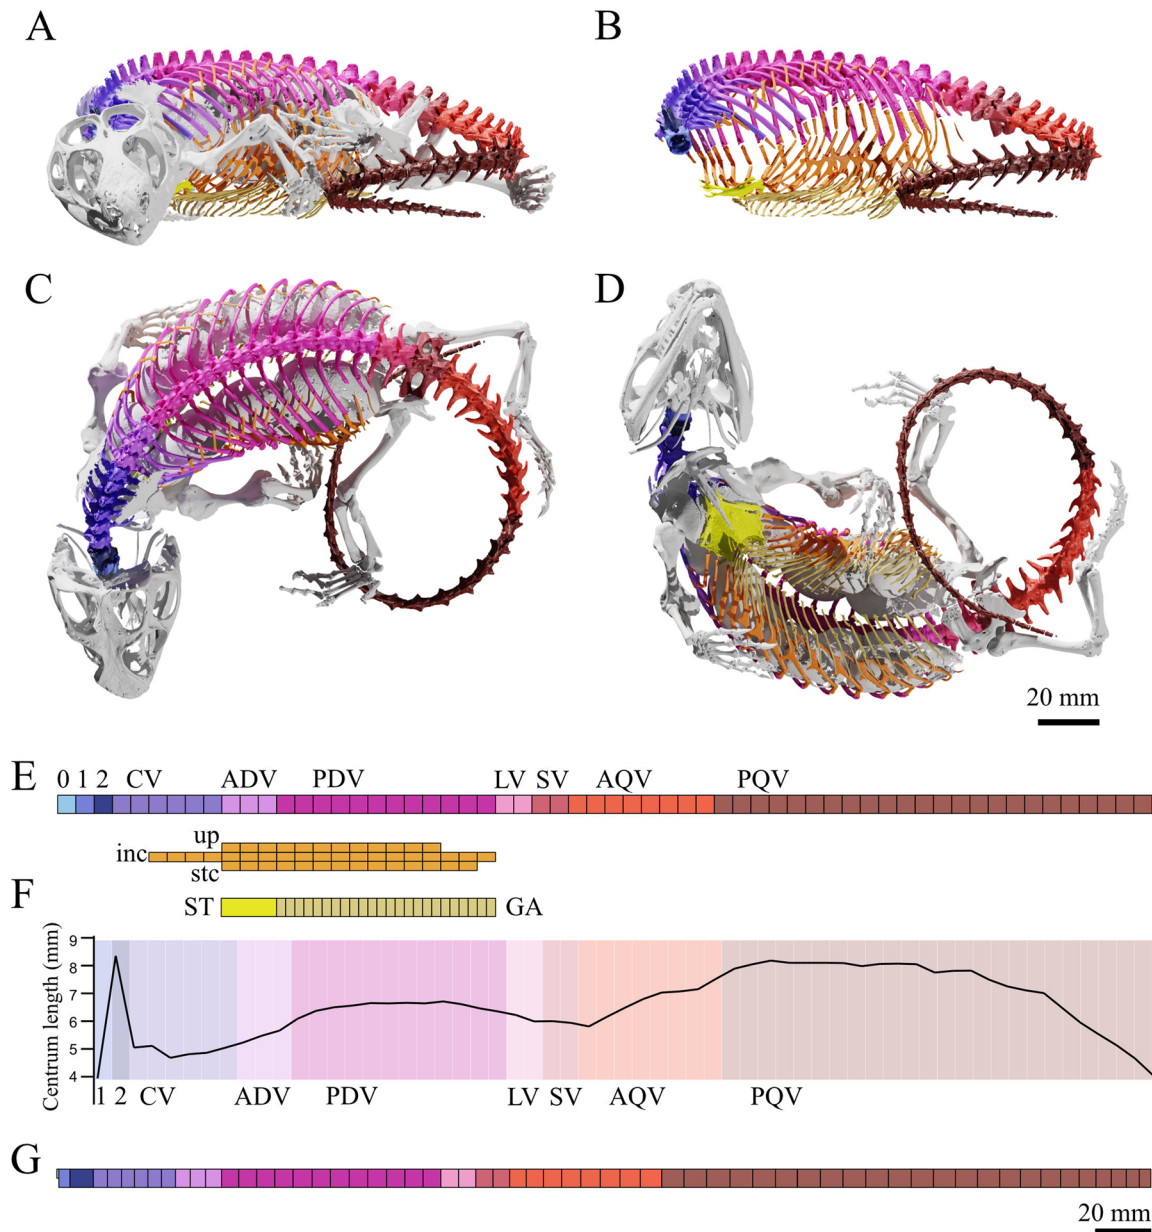 A
B
C
D
20 mm
E
0 1 2 CV ADV PDV LV SV AQV PQV
up
inc
stc
F
ST GA
Centrum length (mm)
9
8
7
6
5
4
1 2 CV ADV PDV LV SV AQV PQV
G
20 mm